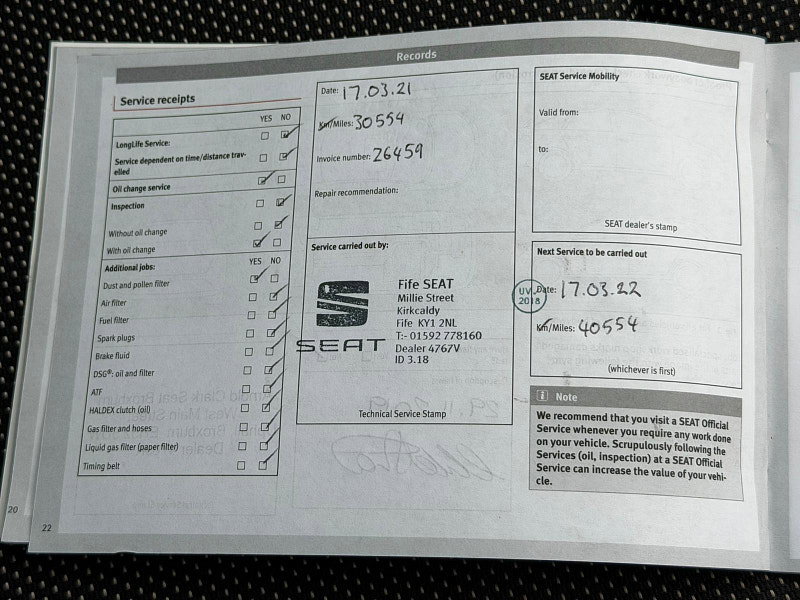 Records
Service receipts
YES NO
LongLife Service:
Service dependent on time/distance trav-
elled
Oil change service
Inspection
Without oil change
With oil change
Additional jobs: YES NO
Dust and pollen filter
Air filter
Fuel filter
Spark plugs
Brake fluid
DSG®: oil and filter
ATF
HALDEX clutch (oil)
Gas filter and hoses
Liquid gas filter (paper filter)
Timing belt
Date: 17.03.21
Km/Miles: 30554
Invoice number: 26459
Repair recommendation:
Service carried out by:
SEAT
Fife SEAT
Millie Street
Kirkcaldy
Fife KY1 2NL
T:- 01592 778160
Dealer 4767V
ID 3.18
Technical Service Stamp
SEAT Service Mobility
Valid from:
to:
SEAT dealer's stamp
Next Service to be carried out
UV
2018
Date: 17.03.22
Km/Miles: 40554
(whichever is first)
i Note
We recommend that you visit a SEAT Official
Service whenever you require any work done
on your vehicle. Scrupulously following the
Services (oil, inspection) at a SEAT Official
Service can increase the value of your vehi-
cle.
20
22